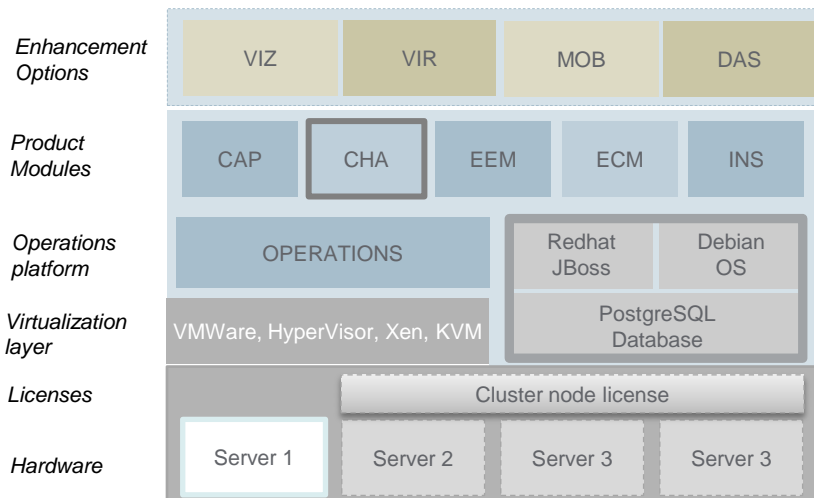 Enhancement
Options
VIZ
VIR
MOB
DAS
Product
Modules
CAP
CHA
EEM
ECM
INS
Operations
platform
OPERATIONS
Redhat
JBoss
Debian
OS
Virtualization
layer
VMWare, HyperVisor, Xen, KVM
PostgreSQL
Database
Licenses
Cluster node license
Hardware
Server 1
Server 2
Server 3
Server 3